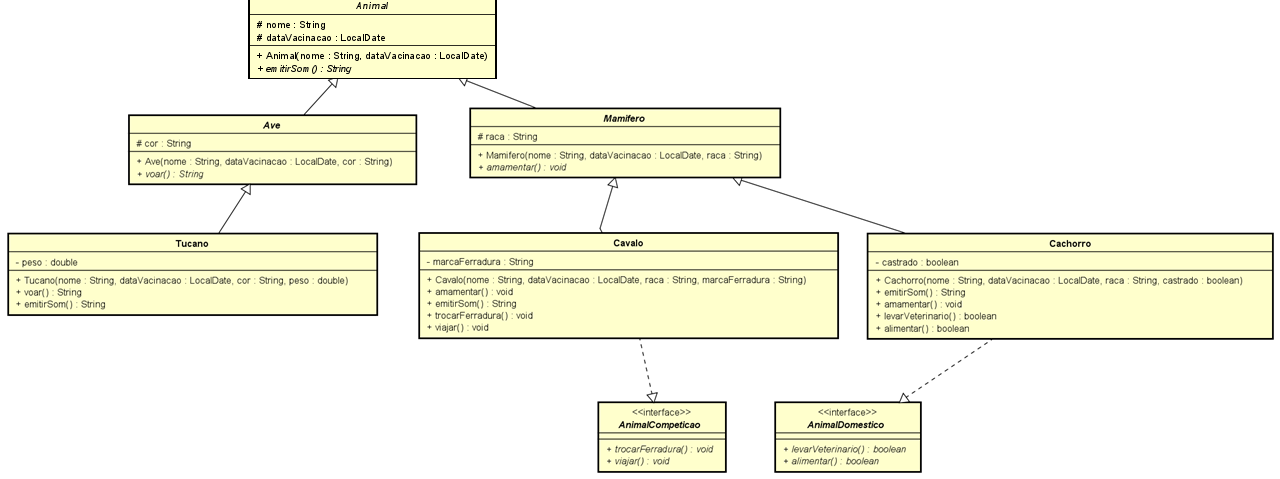 Animal
# nome : String
# dataVacinacao : LocalDate
+ Animal(nome : String, dataVacinacao : LocalDate)
+ emitirSom() : String
Ave
# cor : String
+ Ave(nome : String, dataVacinacao : LocalDate, cor : String)
+ voar() : String
Mamifero
# raca : String
+ Mamifero(nome : String, dataVacinacao : LocalDate, raca : String)
+ amamentar() : void
Tucano
- peso : double
+ Tucano(nome : String, dataVacinacao : LocalDate, cor : String, peso : double)
+ voar() : String
+ emitirSom() : String
Cavalo
- marcaFerradura : String
+ Cavalo(nome : String, dataVacinacao : LocalDate, raca : String, marcaFerradura : String)
+ amamentar() : void
+ emitirSom() : String
+ trocarFerradura() : void
+ viajar() : void
Cachorro
- castrado : boolean
+ Cachorro(nome : String, dataVacinacao : LocalDate, raca : String, castrado : boolean)
+ emitirSom() : String
+ amamentar() : void
+ levarVeterinario() : boolean
+ alimentar() : boolean
<<interface>>
AnimalCompeticao
+ trocarFerradura() : void
+ viajar() : void
<<interface>>
AnimalDomestico
+ levarVeterinario() : boolean
+ alimentar() : boolean